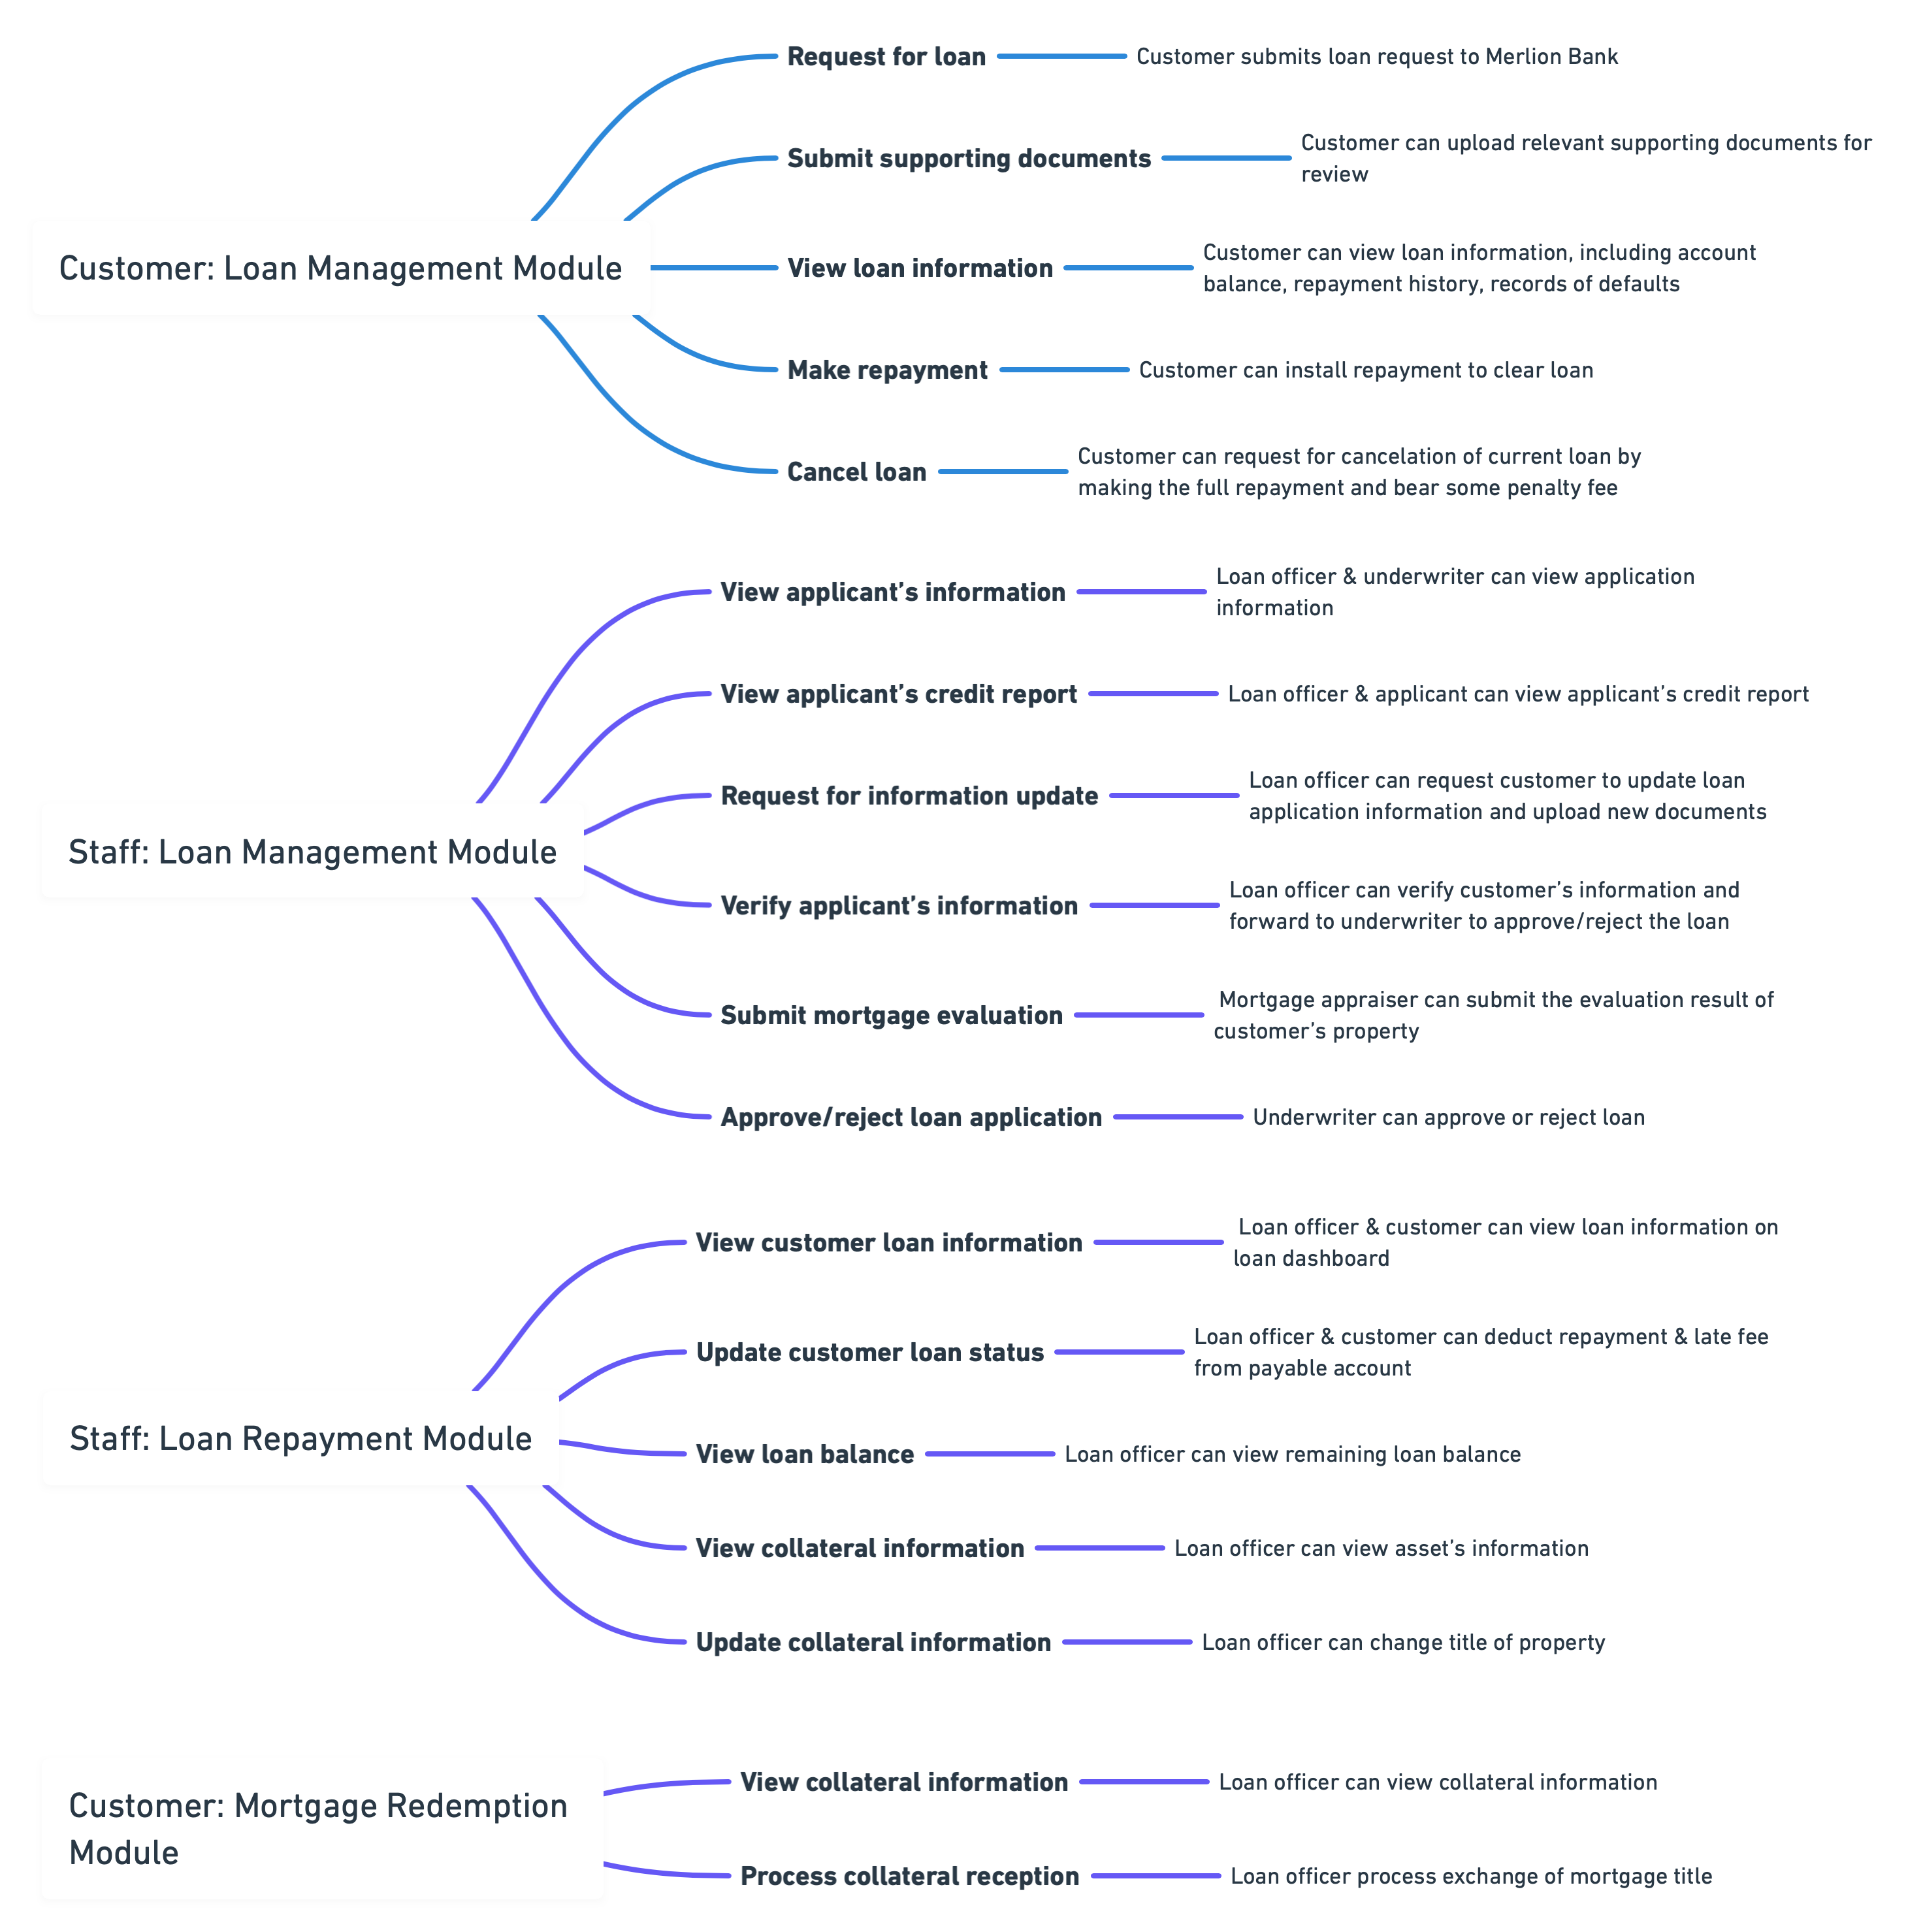 Customer: Loan Management Module
Request for loan
Customer submits loan request to Merlion Bank
Submit supporting documents
Customer can upload relevant supporting documents for
review
View loan information
Customer can view loan information, including account
balance, repayment history, records of defaults
Make repayment
Customer can install repayment to clear loan
Cancel loan
Customer can request for cancelation of current loan by
making the full repayment and bear some penalty fee
Staff: Loan Management Module
View applicant’s information
Loan officer & underwriter can view application
information
View applicant’s credit report
Loan officer & applicant can view applicant’s credit report
Request for information update
Loan officer can request customer to update loan
application information and upload new documents
Verify applicant’s information
Loan officer can verify customer’s information and
forward to underwriter to approve/reject the loan
Submit mortgage evaluation
Mortgage appraiser can submit the evaluation result of
customer’s property
Approve/reject loan application
Underwriter can approve or reject loan
Staff: Loan Repayment Module
View customer loan information
Loan officer & customer can view loan information on
loan dashboard
Update customer loan status
Loan officer & customer can deduct repayment & late fee
from payable account
View loan balance
Loan officer can view remaining loan balance
View collateral information
Loan officer can view asset’s information
Update collateral information
Loan officer can change title of property
Customer: Mortgage Redemption
Module
View collateral information
Loan officer can view collateral information
Process collateral reception
Loan officer process exchange of mortgage title